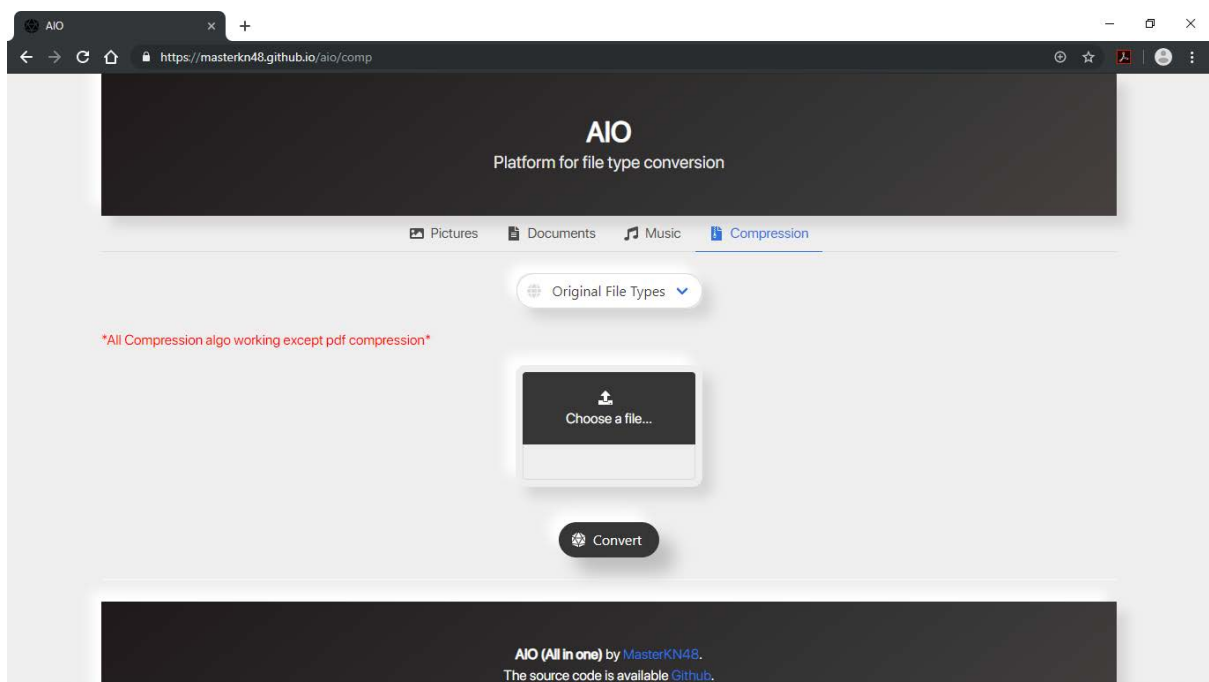 AIO
https://masterkn48.github.io/aio/comp
AIO
Platform for file type conversion
Pictures Documents Music Compression
Original File Types
*All Compression algo working except pdf compression*
Choose a file...
Convert
AIO (All in one) by MasterKN48.
The source code is available Github.